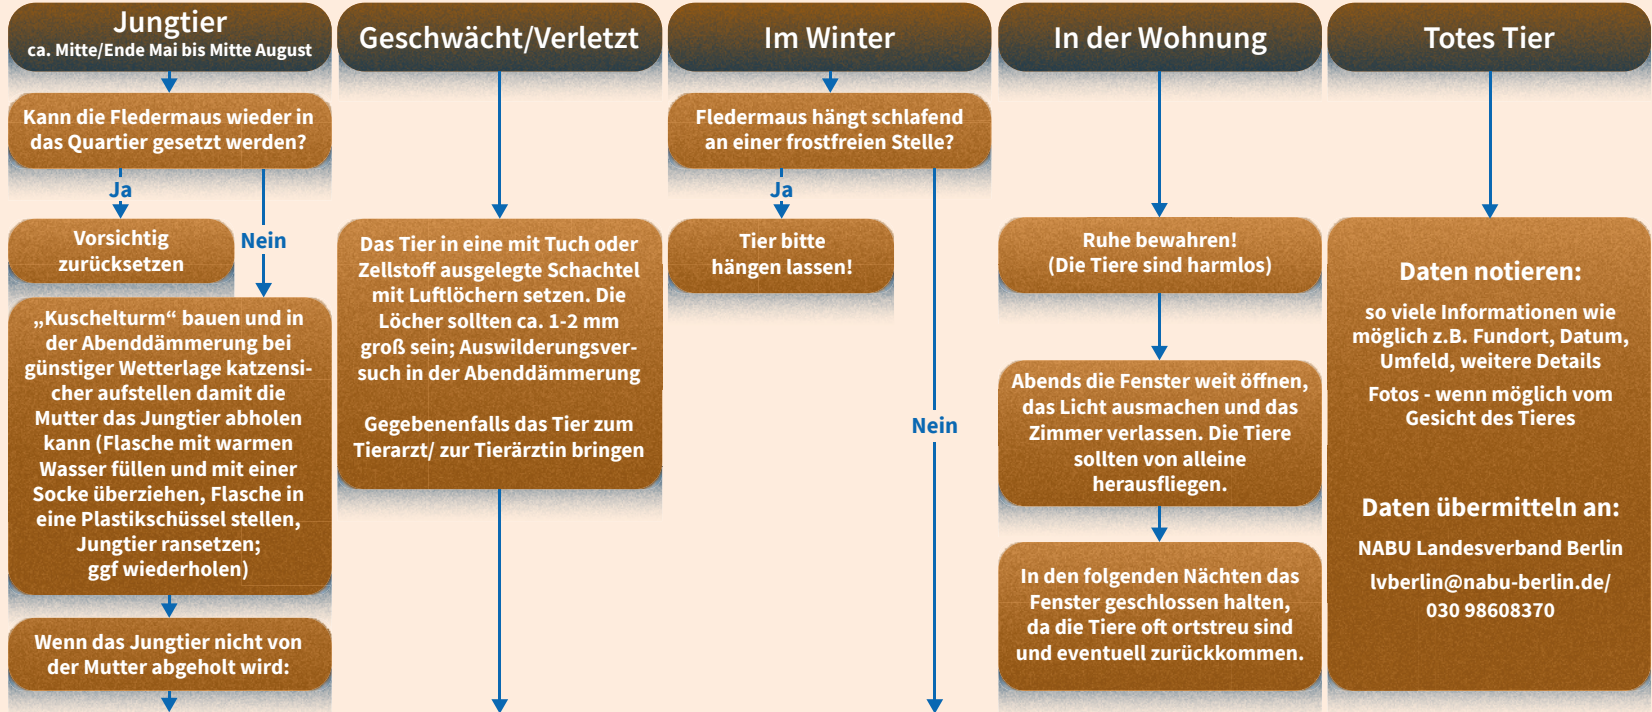 Jungtier
ca. Mitte/Ende Mai bis Mitte August
Kann die Fledermaus wieder in
das Quartier gesetzt werden?
Ja
Nein
Vorsichtig
zurücksetzen
„Kuschelturm“ bauen und in
der Abenddämmerung bei
günstiger Wetterlage katzensi-
cher aufstellen damit die
Mutter das Jungtier abholen
kann (Flasche mit warmen
Wasser füllen und mit einer
Socke überziehen, Flasche in
eine Plastikschüssel stellen,
Jungtier ransetzen;
ggf wiederholen)
Wenn das Jungtier nicht von
der Mutter abgeholt wird:
Geschwächt/Verletzt
Das Tier in eine mit Tuch oder
Zellstoff ausgelegte Schachtel
mit Luftlöchern setzen. Die
Löcher sollten ca. 1-2 mm
groß sein; Auswilderungsver-
such in der Abenddämmerung
Gegebenenfalls das Tier zum
Tierarzt/ zur Tierärztin bringen
Im Winter
Fledermaus hängt schlafend
an einer frostfreien Stelle?
Ja
Tier bitte
hängen lassen!
Nein
In der Wohnung
Ruhe bewahren!
(Die Tiere sind harmlos)
Abends die Fenster weit öffnen,
das Licht ausmachen und das
Zimmer verlassen. Die Tiere
sollten von alleine
herausfliegen.
In den folgenden Nächten das
Fenster geschlossen halten,
da die Tiere oft ortstreu sind
und eventuell zurückkommen.
Totes Tier
Daten notieren:
so viele Informationen wie
möglich z.B. Fundort, Datum,
Umfeld, weitere Details
Fotos - wenn möglich vom
Gesicht des Tieres
Daten übermitteln an:
NABU Landesverband Berlin
lvberlin@nabu-berlin.de/
030 98608370